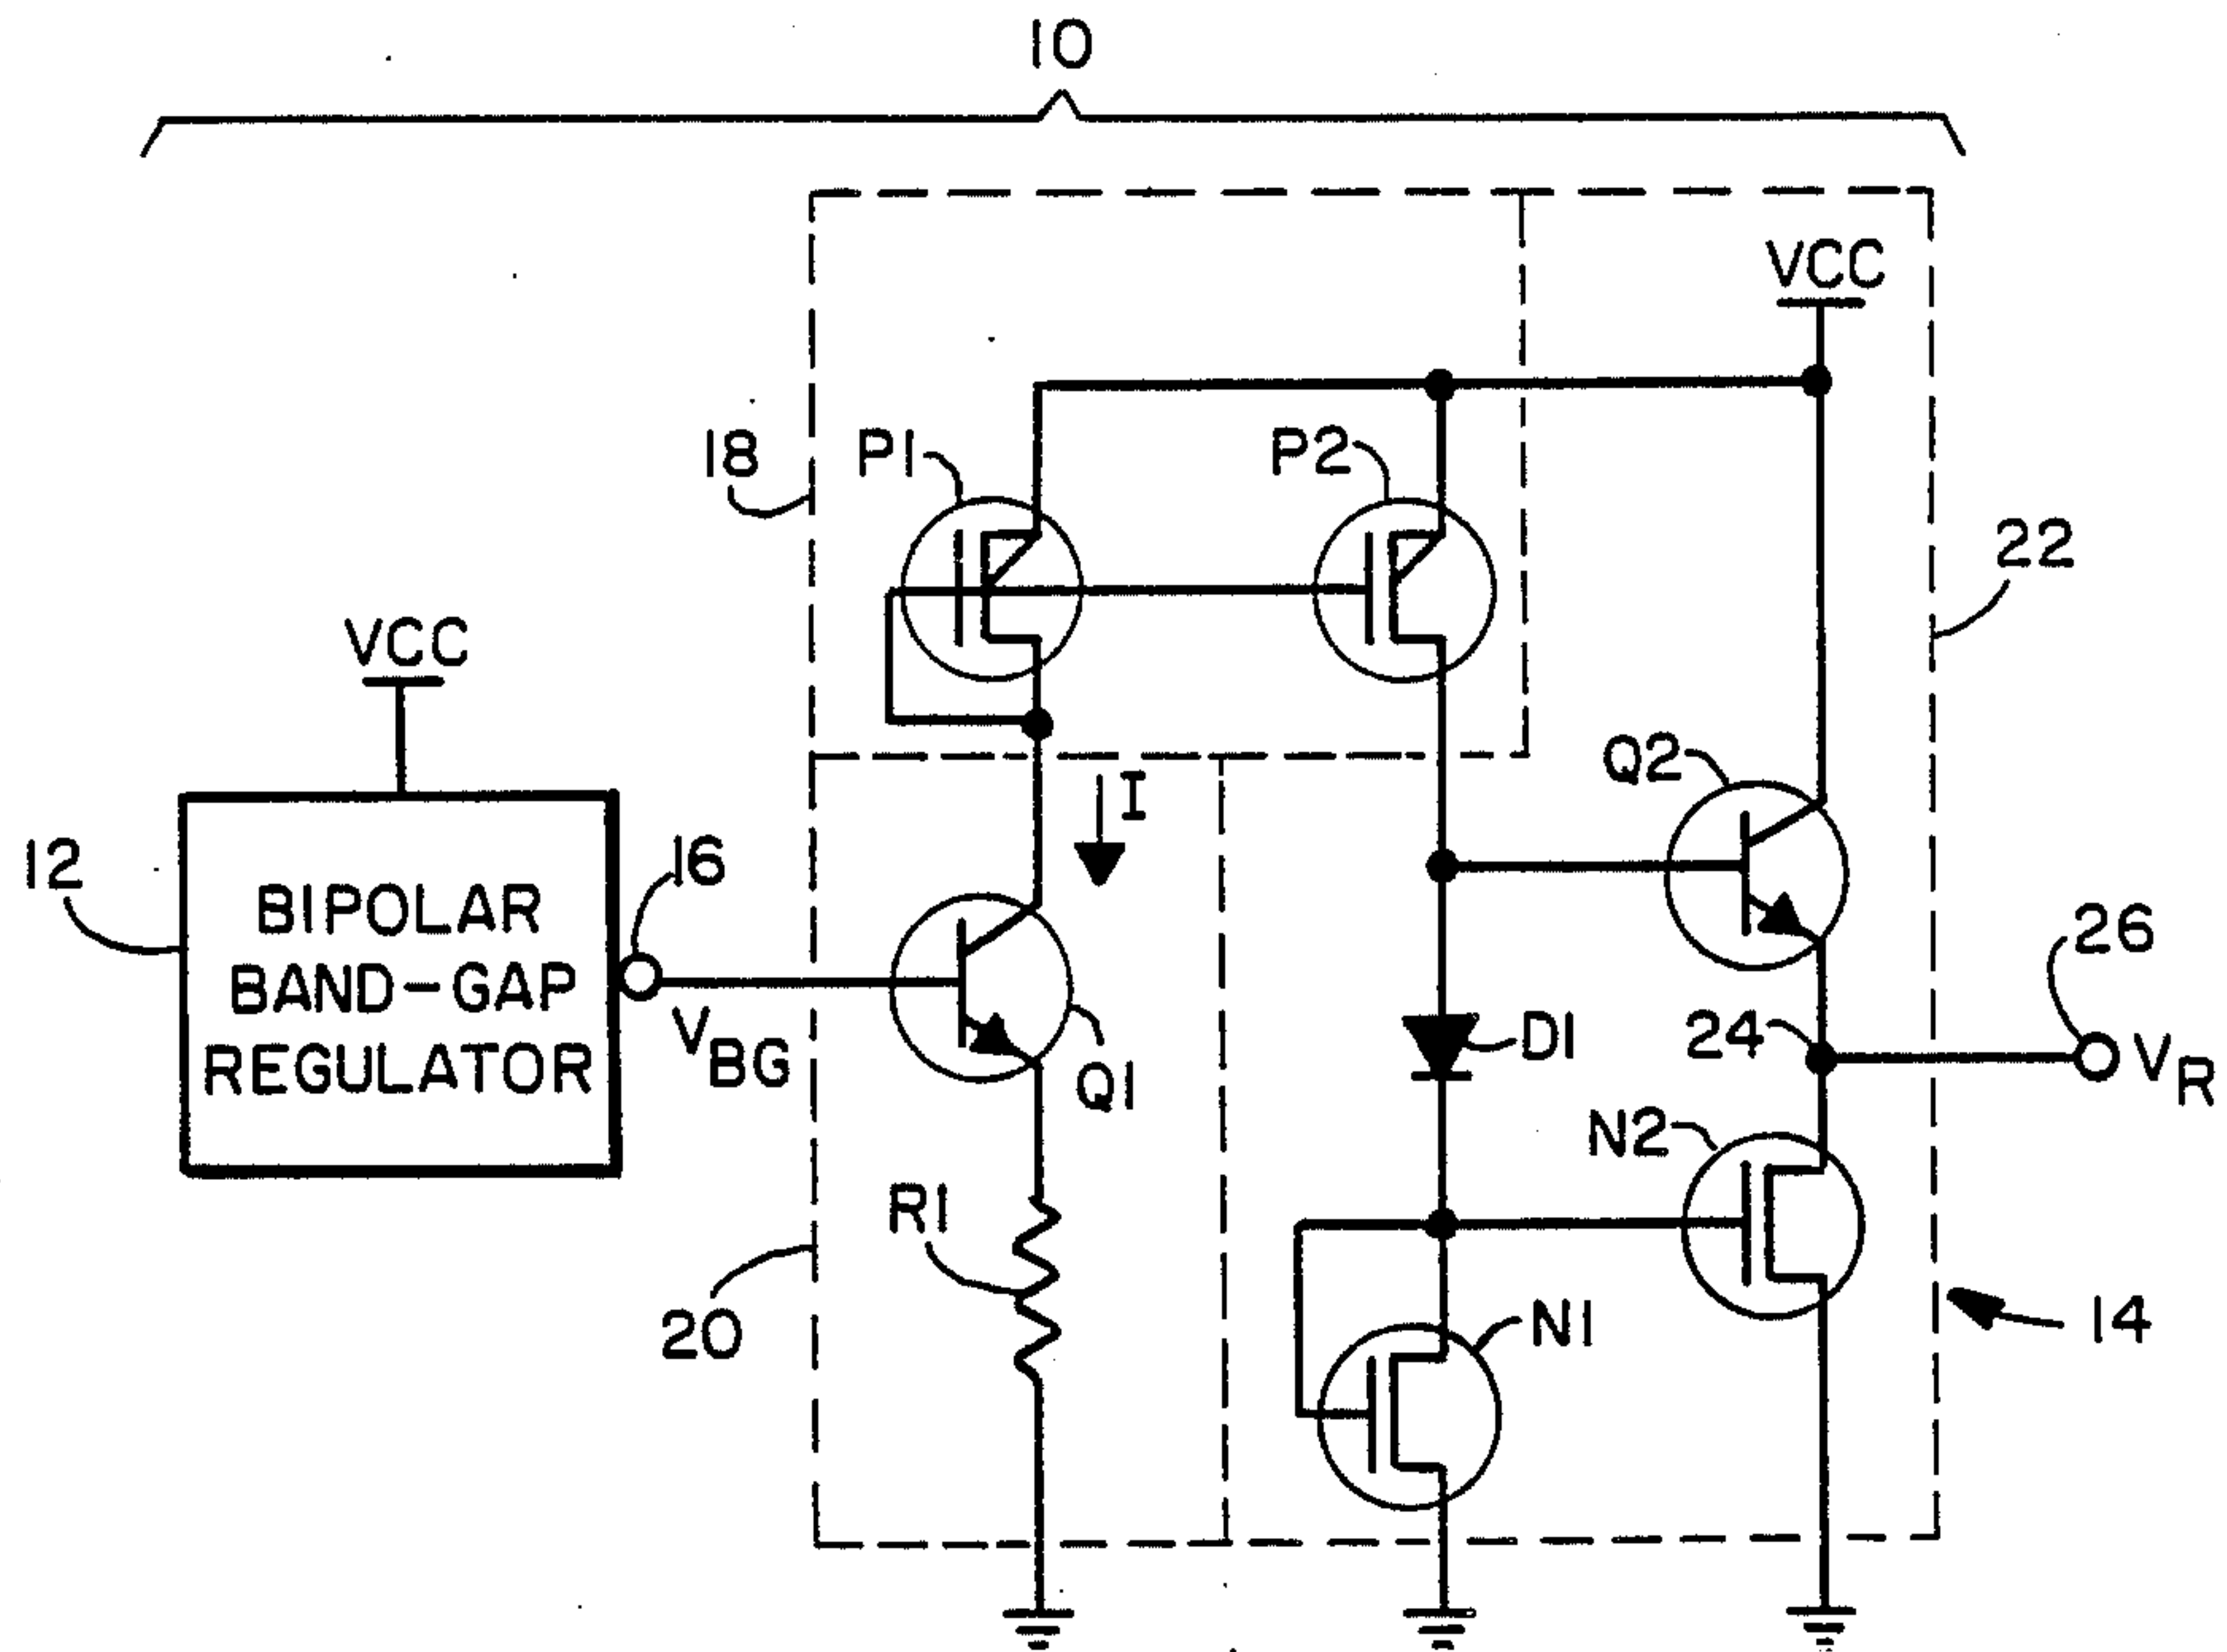 10
VCC
18
P1
P2
22
VCC
Q2
I
12
16
BIPOLAR
BAND-GAP
REGULATOR
26
VBG
D1
24
VR
Q1
N2
R1
20
N1
14